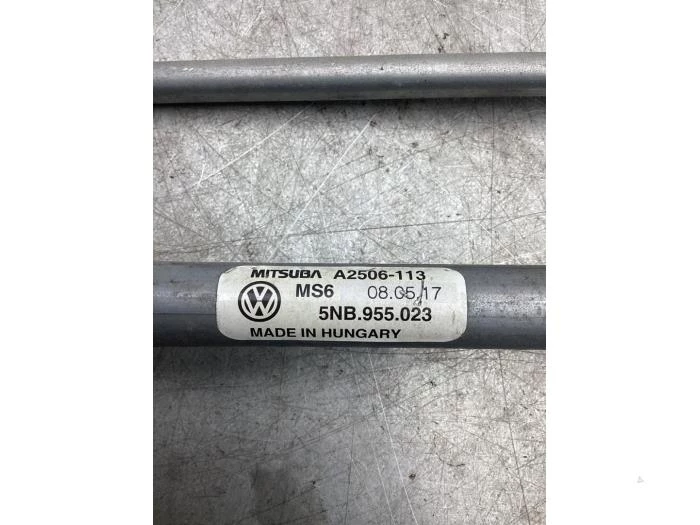 MITSUBA A2506-113
MS6 08.05.17
5NB.955.023
MADE IN HUNGARY